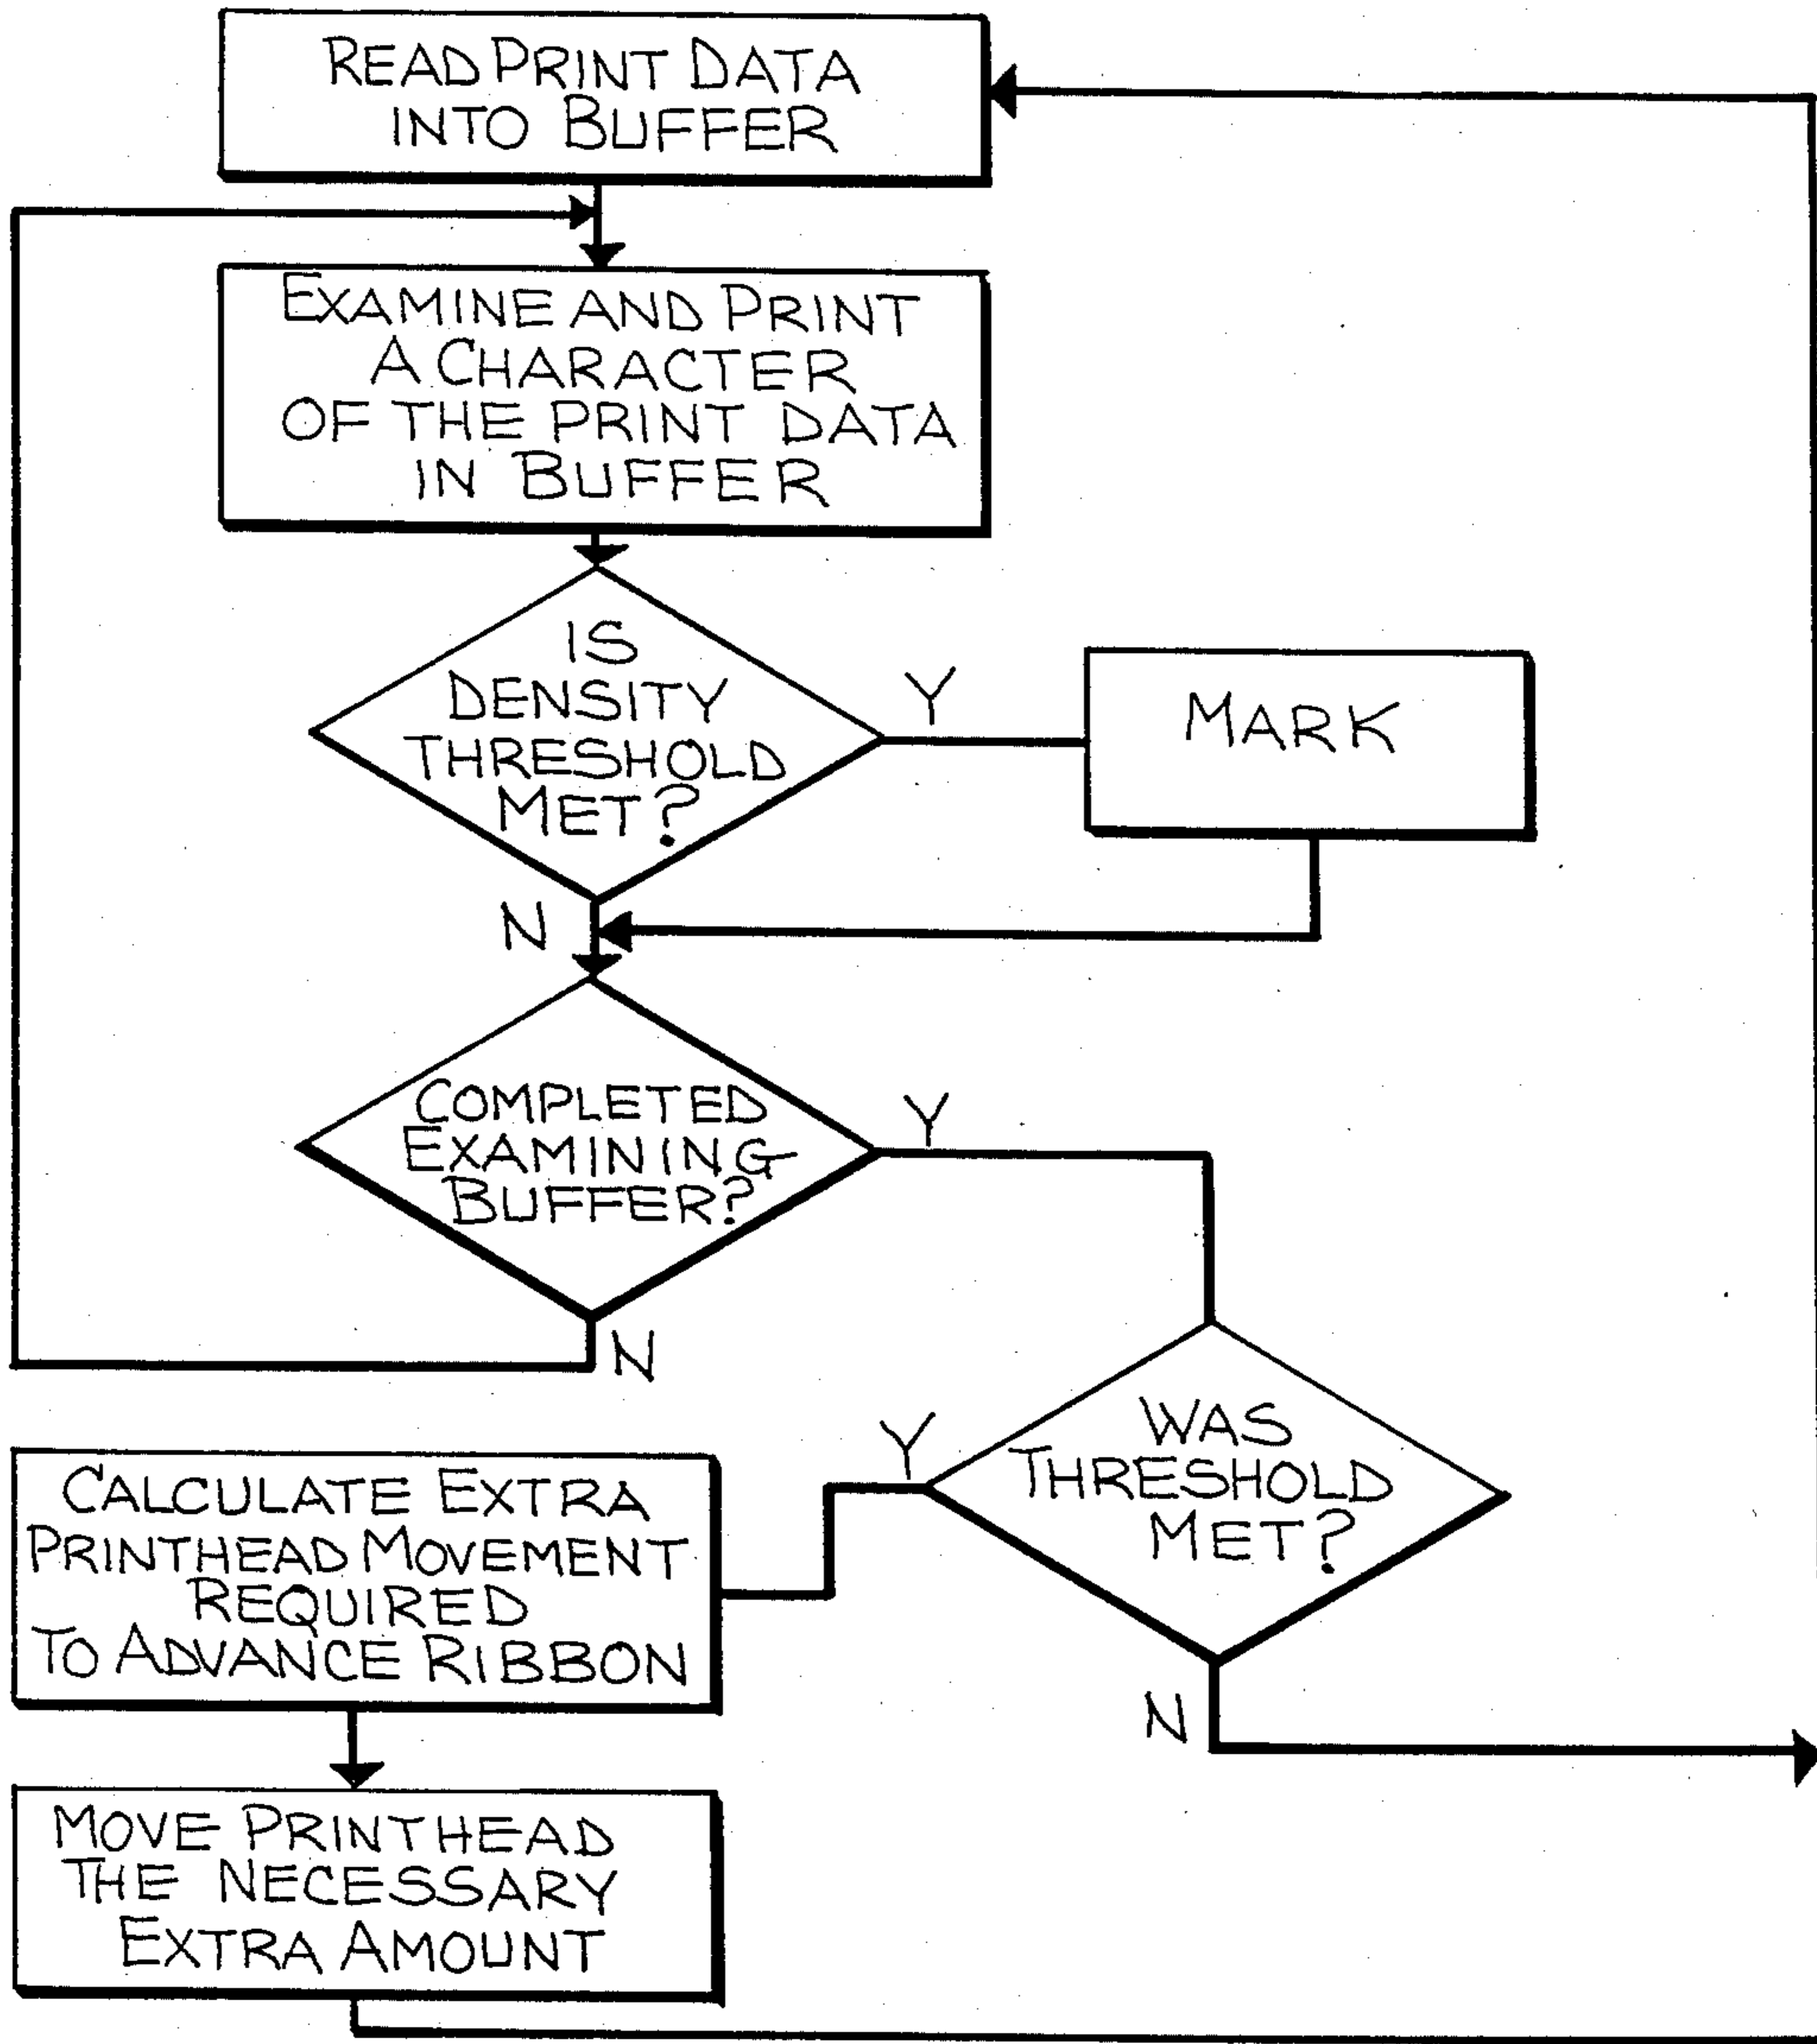 READ PRINT DATA
INTO BUFFER
EXAMINE AND PRINT
A CHARACTER
OF THE PRINT DATA
IN BUFFER
IS
DENSITY
THRESHOLD
MET?
Y
MARK
N
COMPLETED
EXAMINING
BUFFER?
Y
N
WAS
THRESHOLD
MET?
Y
N
CALCULATE EXTRA
PRINTHEAD MOVEMENT
REQUIRED
TO ADVANCE RIBBON
MOVE PRINTHEAD
THE NECESSARY
EXTRA AMOUNT